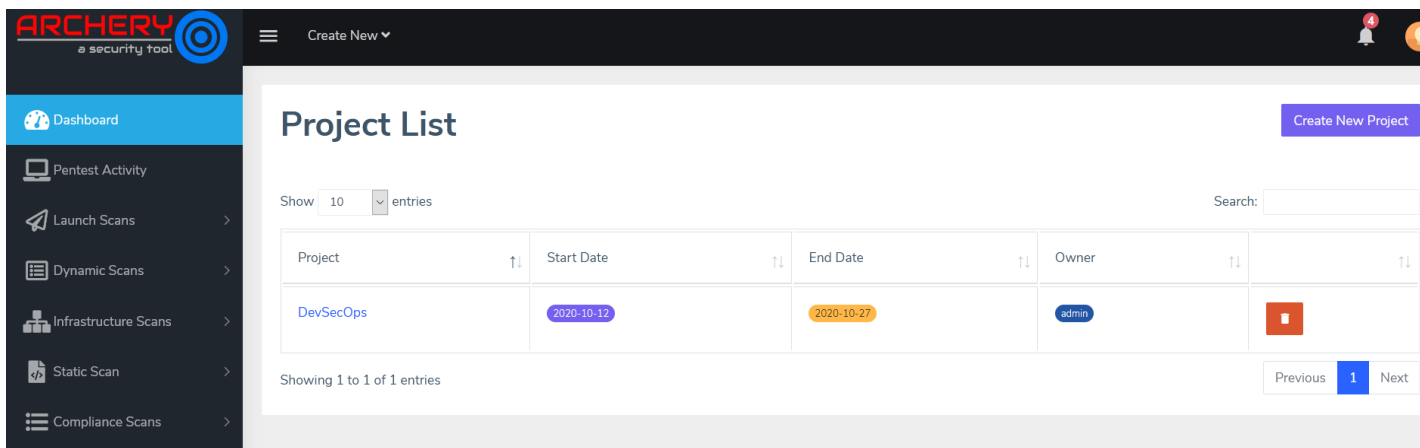 ARCHERY
a security tool
Create New
4
Dashboard
Pentest Activity
Launch Scans
Dynamic Scans
Infrastructure Scans
Static Scan
Compliance Scans
Project List
Create New Project
Show 10 entries
Search:
Project Start Date End Date Owner
DevSecOps 2020-10-12 2020-10-27 admin
Showing 1 to 1 of 1 entries
Previous 1 Next